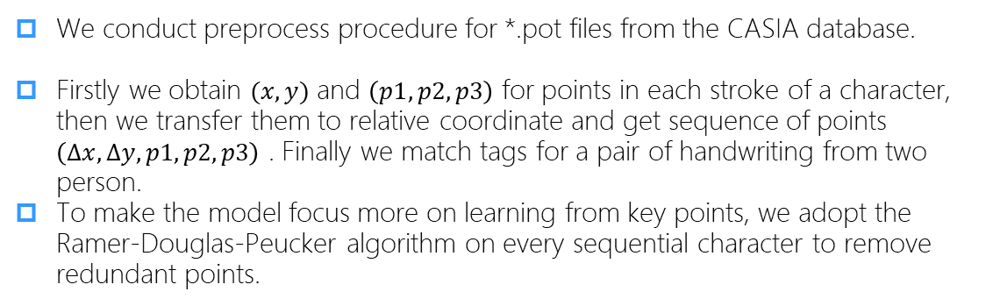 We conduct preprocess procedure for *.pot files from the CASIA database.
Firstly we obtain (x, y) and (p1, p2, p3) for points in each stroke of a character,
then we transfer them to relative coordinate and get sequence of points
(Δx, Δy, p1, p2, p3) . Finally we match tags for a pair of handwriting from two
person.
To make the model focus more on learning from key points, we adopt the
Ramer-Douglas-Peucker algorithm on every sequential character to remove
redundant points.